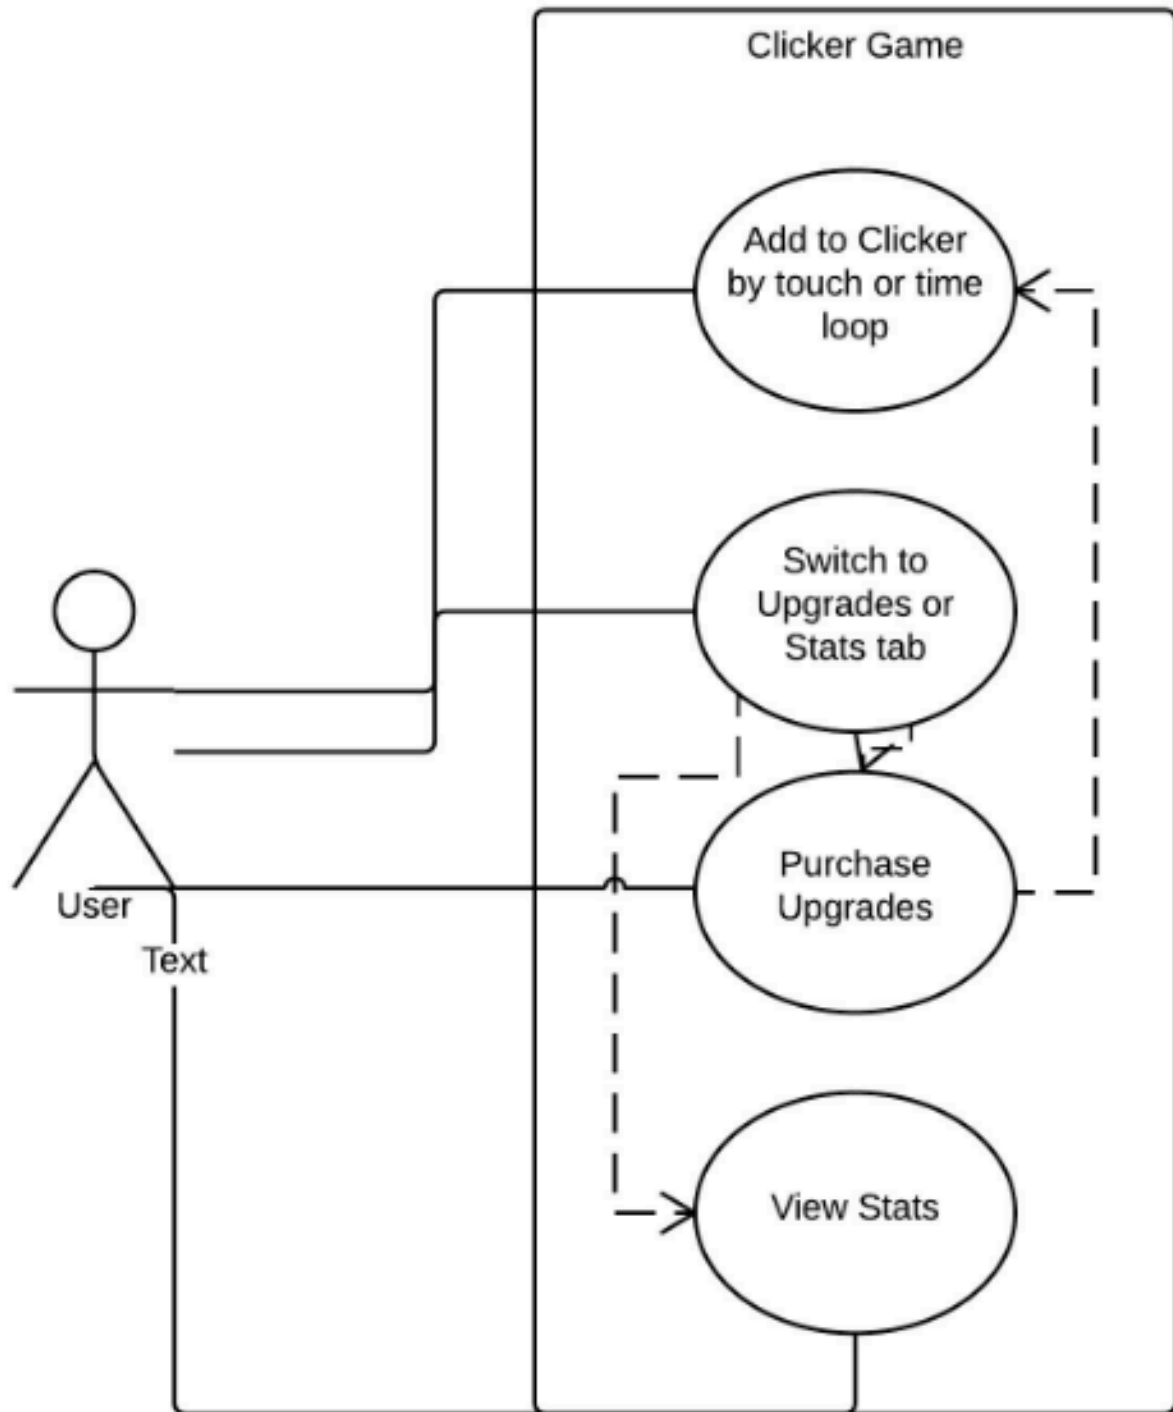 Clicker Game
Add to Clicker
by touch or time
loop
Switch to
Upgrades or
Stats tab
Purchase
Upgrades
User
Text
View Stats